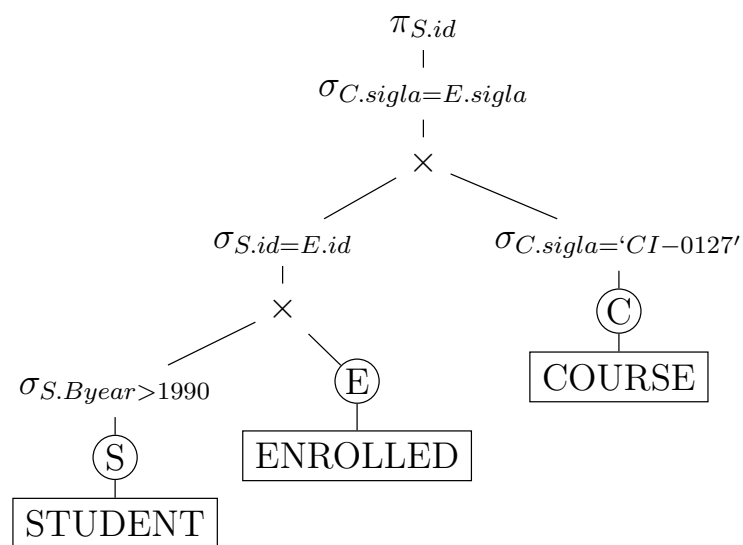 π_{S.id}
σ_{C.sigla=E.sigla}
×
σ_{S.id=E.id} σ_{C.sigla=‘CI−0127′}
×
C
COURSE
σ_{S.Byear>1990}
E
ENROLLED
S
STUDENT